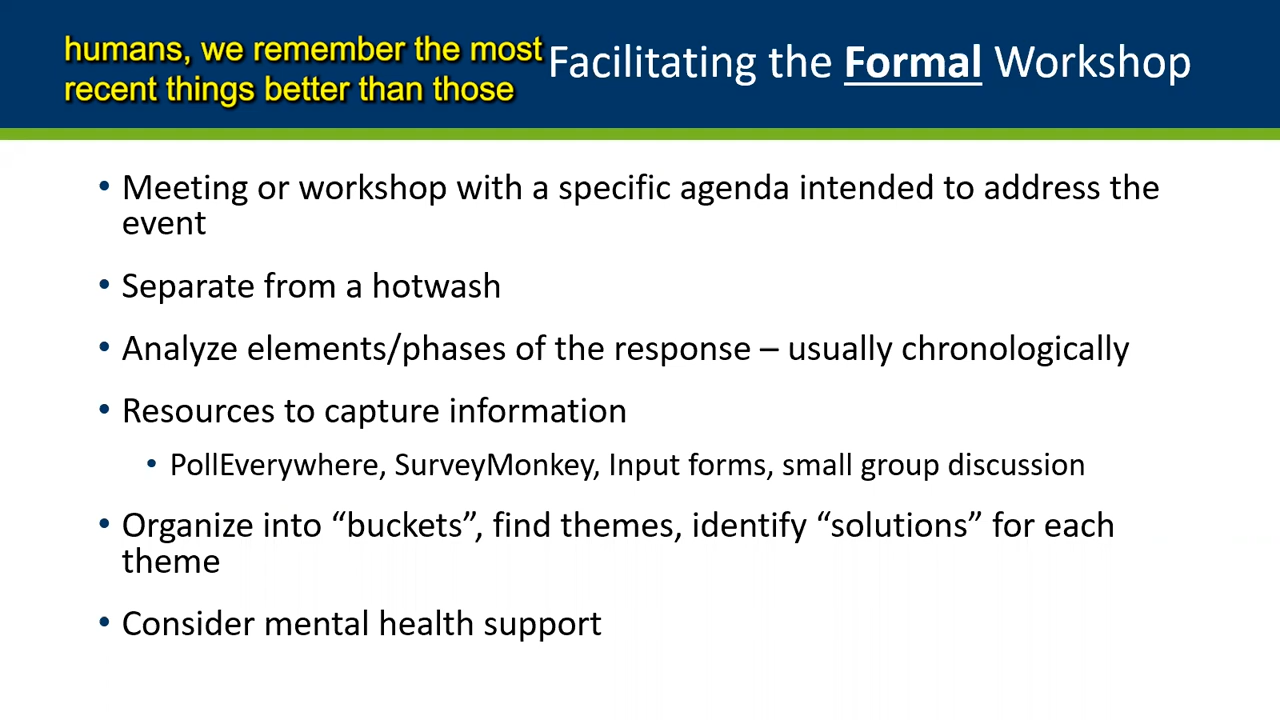 humans, we remember the most
recent things better than those
Facilitating the Formal Workshop
• Meeting or workshop with a specific agenda intended to address the
event
• Separate from a hotwash
• Analyze elements/phases of the response – usually chronologically
• Resources to capture information
• PollEverywhere, SurveyMonkey, Input forms, small group discussion
• Organize into “buckets”, find themes, identify “solutions” for each
theme
• Consider mental health support